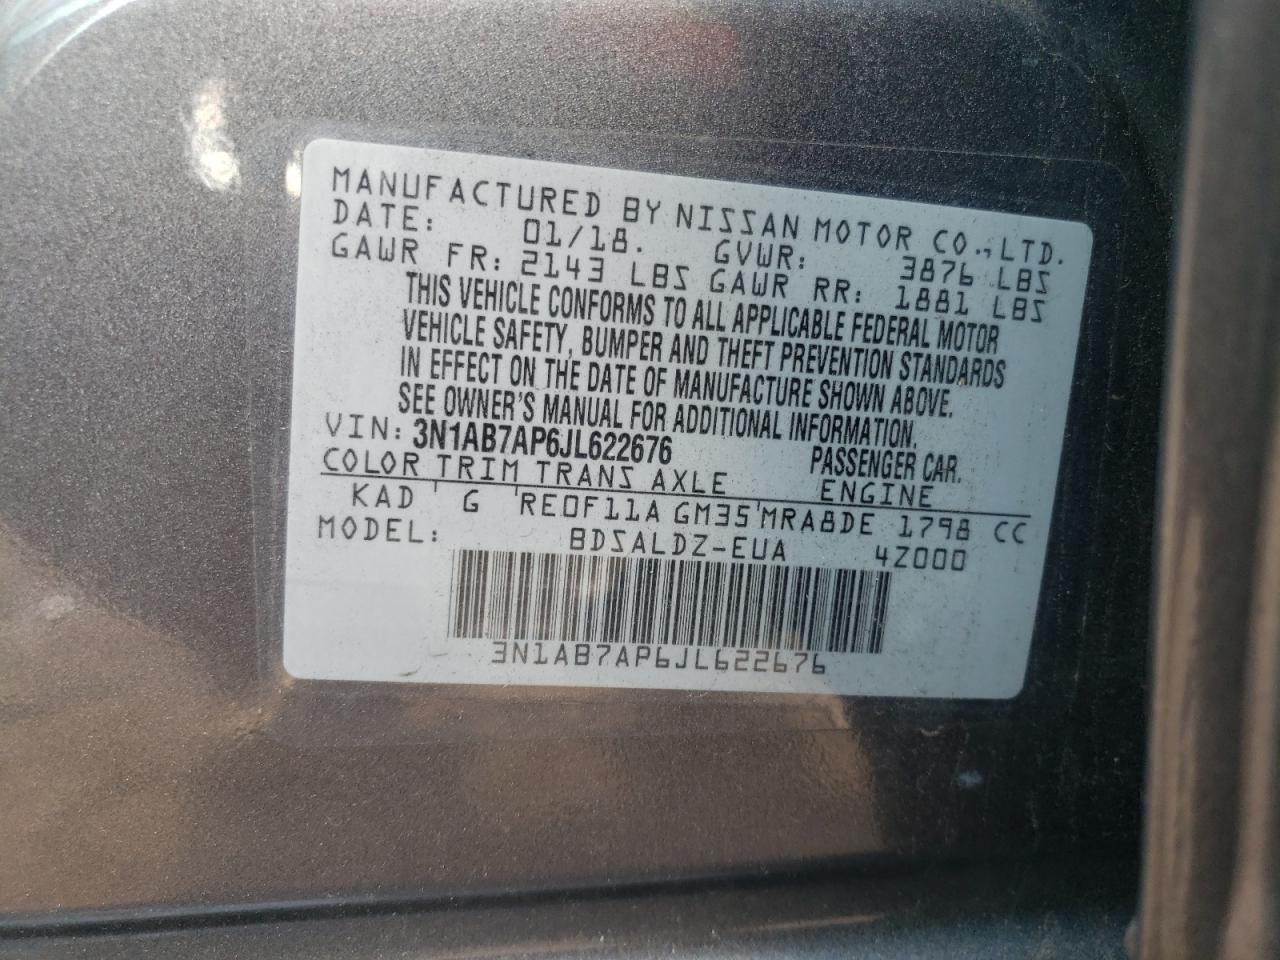 MANUFACTURED BY NISSAN MOTOR CO., LTD.
DATE: 01/18. GVWR: 3876 LBS
GAWR FR: 2143 LBS GAWR RR: 1881 LBS
THIS VEHICLE CONFORMS TO ALL APPLICABLE FEDERAL MOTOR
VEHICLE SAFETY, BUMPER AND THEFT PREVENTION STANDARDS
IN EFFECT ON THE DATE OF MANUFACTURE SHOWN ABOVE.
SEE OWNER'S MANUAL FOR ADDITIONAL INFORMATION.
VIN: 3N1AB7AP6JL622676 PASSENGER CAR.
COLOR TRIM TRANS AXLE ENGINE
KAD G RE0F11A GM35 MRA8DE 1798 CC
MODEL: BDSALDZ-EUA 4Z000
3N1AB7AP6JL622676